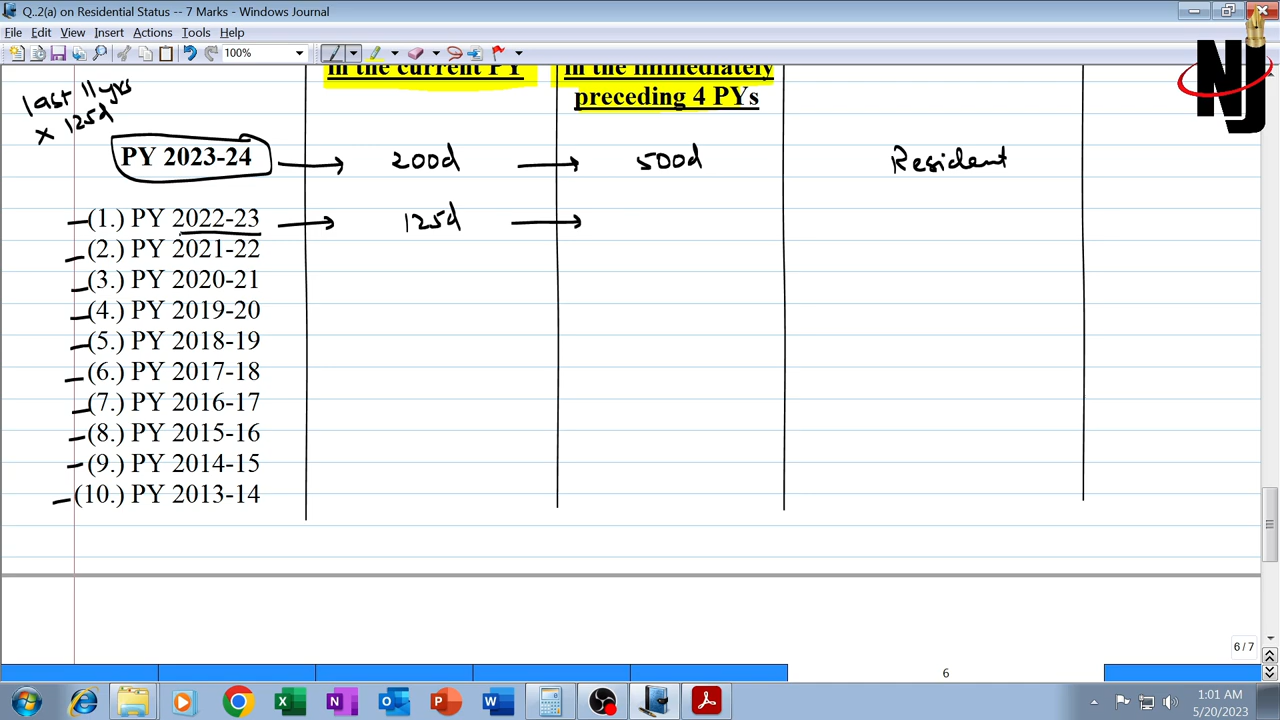 Q..2(a) on Residential Status -- 7 Marks - Windows Journal
File Edit View Insert Actions Tools Help
100%
in the current PY
in the immediately
preceding 4 PYs
NJ
last 11 yrs
x 125d
PY 2023-24 → 200d → 500d Resident
(1.) PY 2022-23 → 125d →
(2.) PY 2021-22
(3.) PY 2020-21
(4.) PY 2019-20
(5.) PY 2018-19
(6.) PY 2017-18
(7.) PY 2016-17
(8.) PY 2015-16
(9.) PY 2014-15
(10.) PY 2013-14
6 / 7
6
1:01 AM
5/20/2023